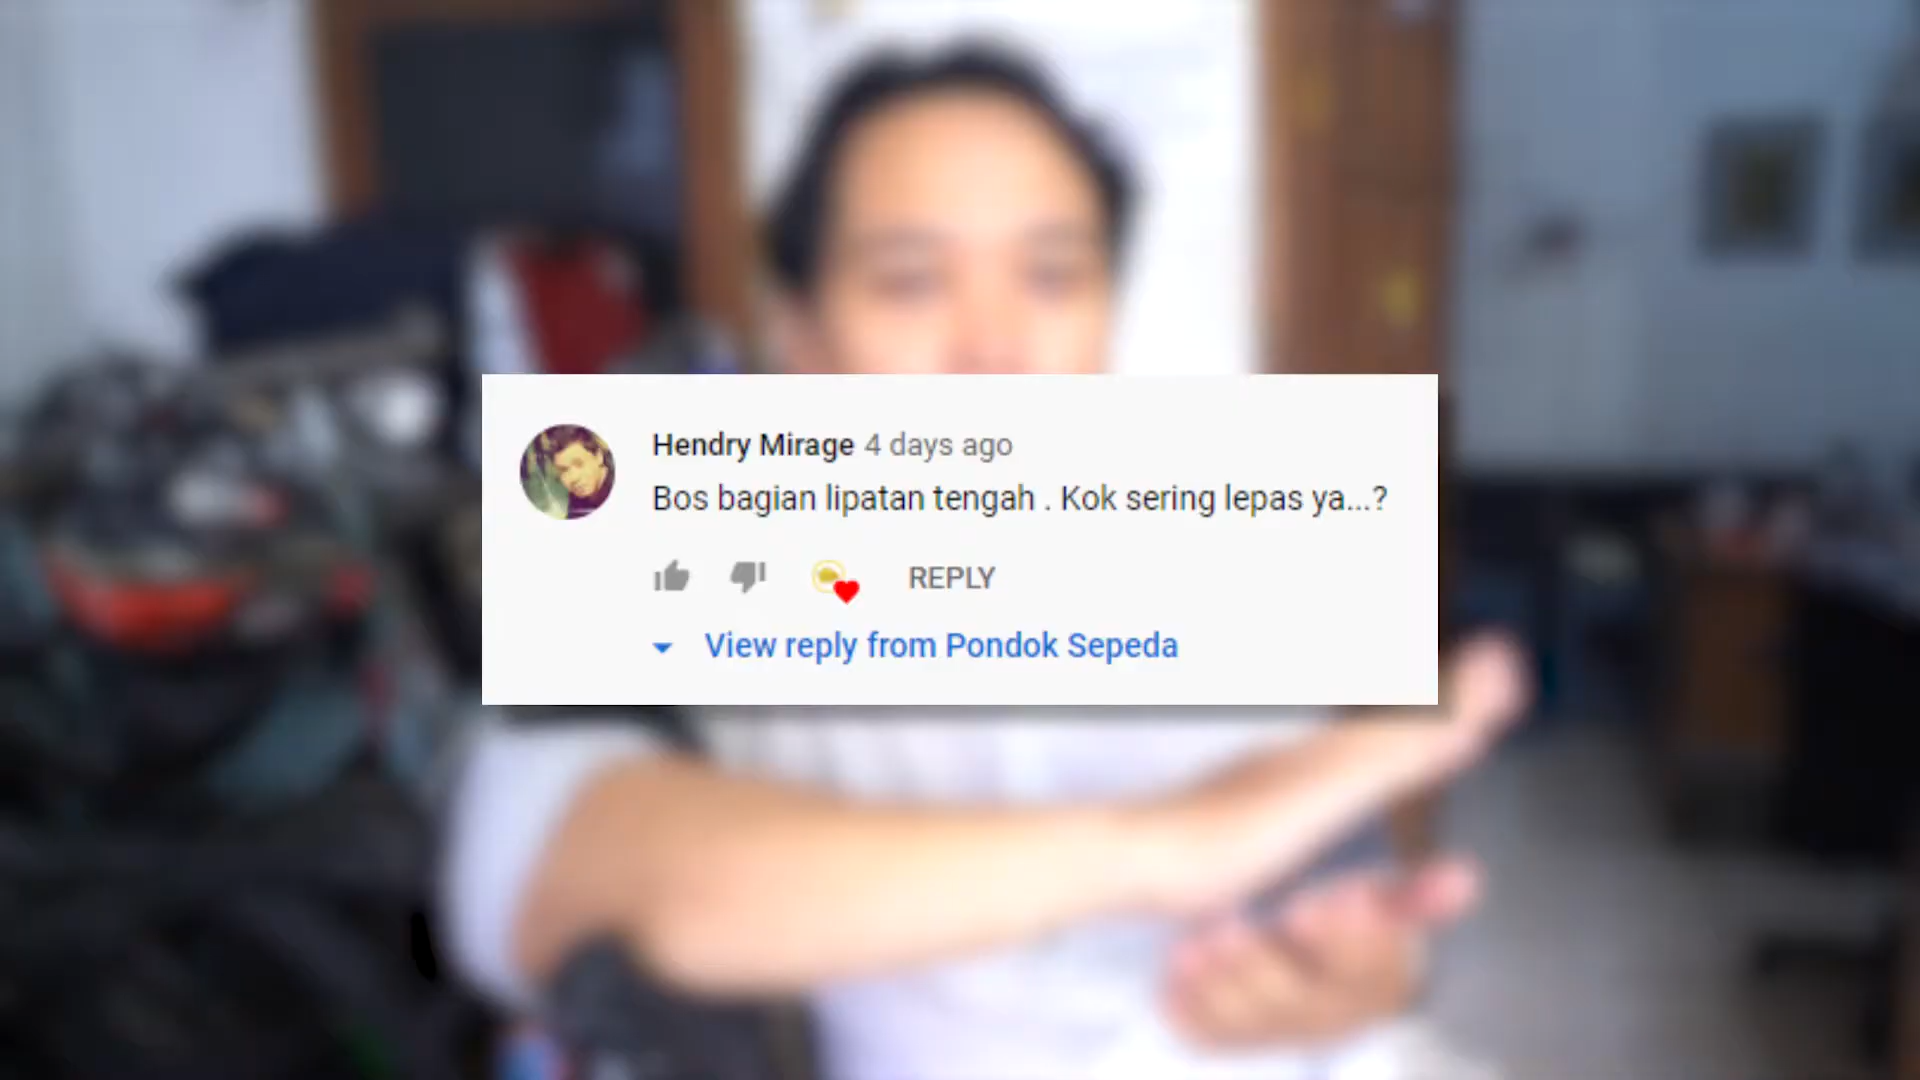 Hendry Mirage 4 days ago
Bos bagian lipatan tengah . Kok sering lepas ya...?
REPLY
View reply from Pondok Sepeda